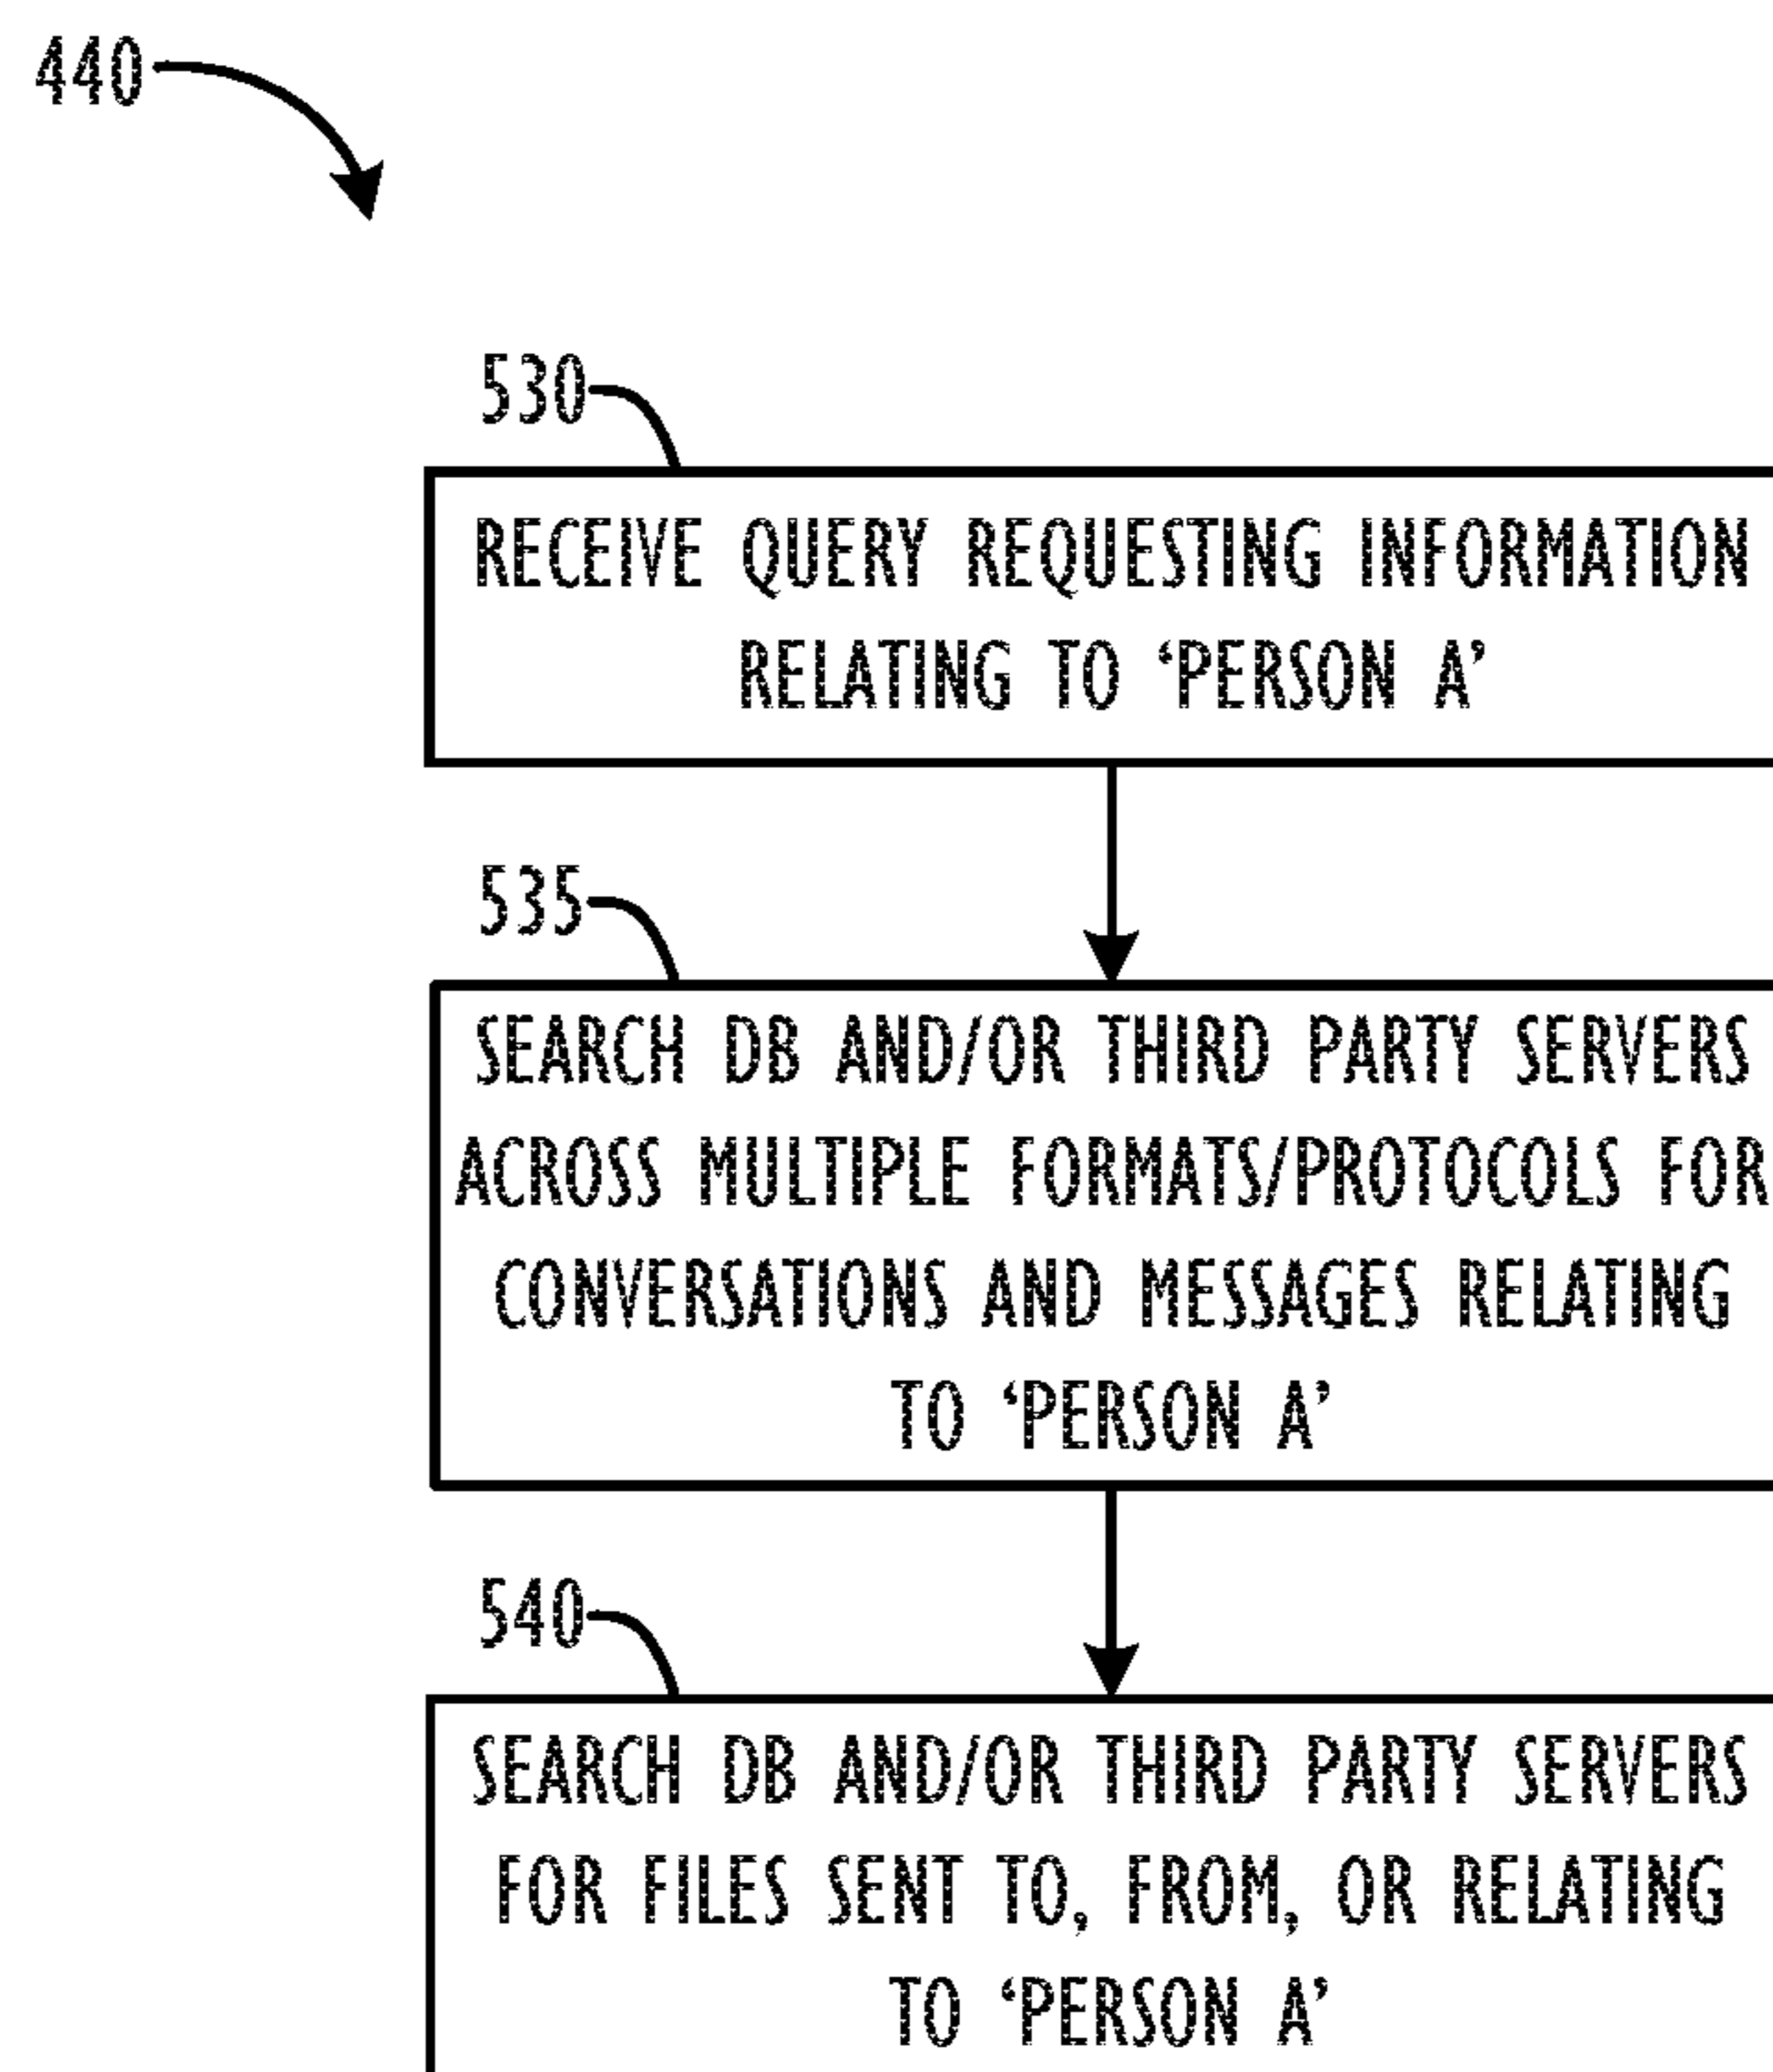 440
530
RECEIVE QUERY REQUESTING INFORMATION
RELATING TO ‘PERSON A’
535
SEARCH DB AND/OR THIRD PARTY SERVERS
ACROSS MULTIPLE FORMATS/PROTOCOLS FOR
CONVERSATIONS AND MESSAGES RELATING
TO ‘PERSON A’
540
SEARCH DB AND/OR THIRD PARTY SERVERS
FOR FILES SENT TO, FROM, OR RELATING
TO ‘PERSON A’